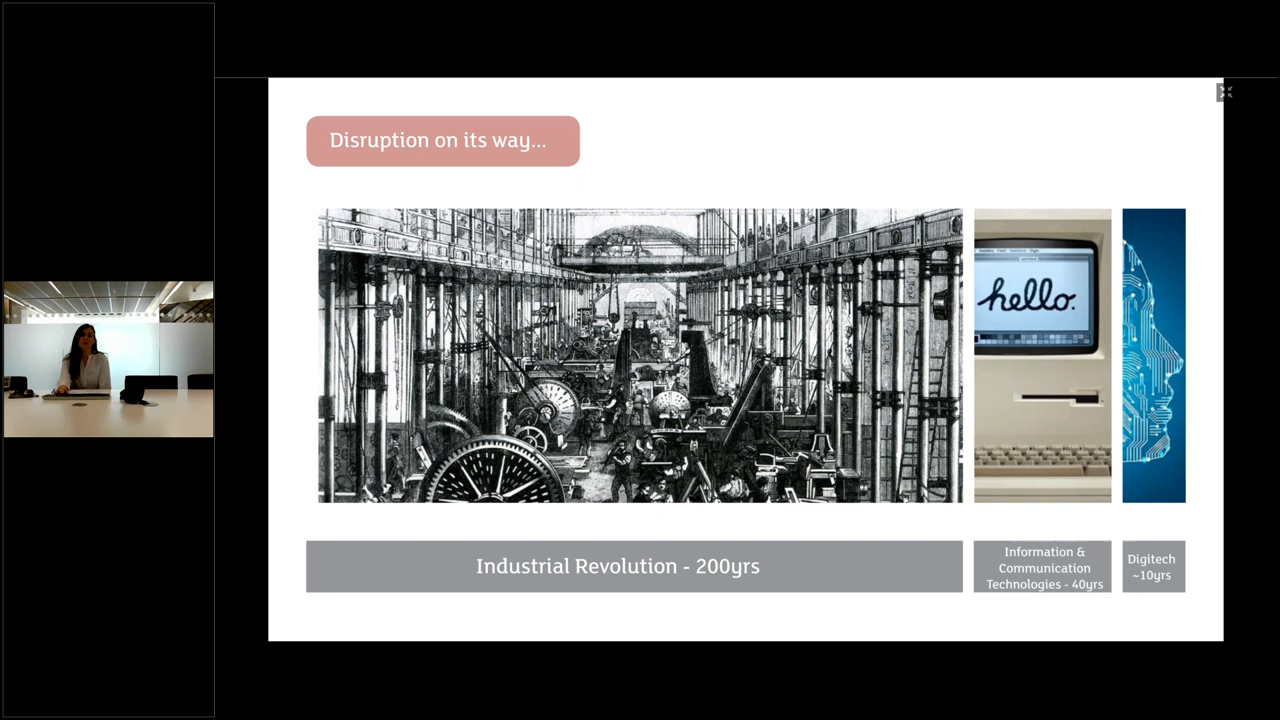 Disruption on its way...
hello.
Industrial Revolution - 200yrs
Information &
Communication
Technologies - 40yrs
Digitech
~10yrs